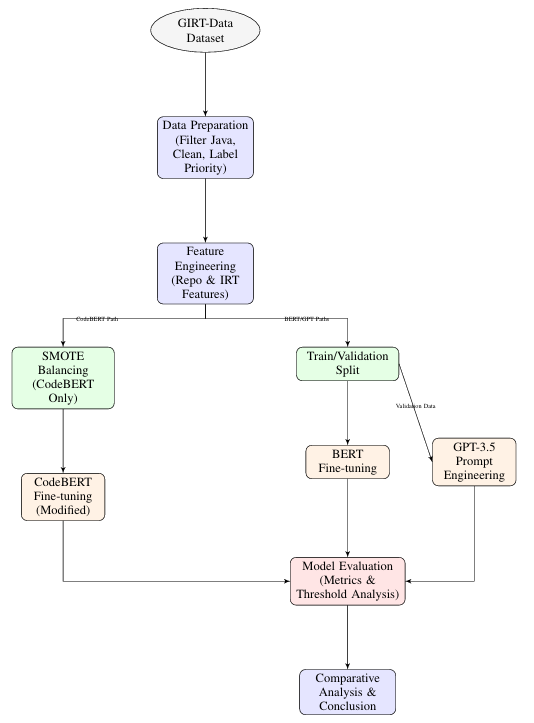 GIRT-Data
Dataset
Data Preparation
(Filter Java,
Clean, Label
Priority)
Feature
Engineering
(Repo & IRT
Features)
CodeBERT Path
BERT/GPT Paths
SMOTE
Balancing
(CodeBERT
Only)
Train/Validation
Split
Validation Data
CodeBERT
Fine-tuning
(Modified)
BERT
Fine-tuning
GPT-3.5
Prompt
Engineering
Model Evaluation
(Metrics &
Threshold Analysis)
Comparative
Analysis &
Conclusion